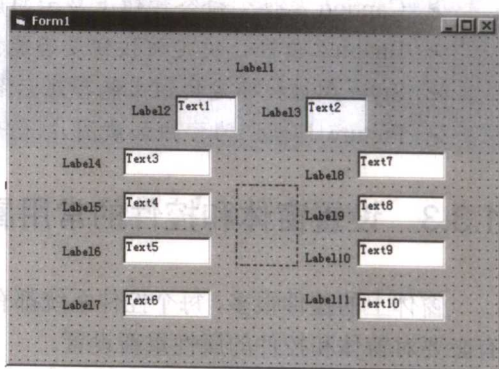 Form1
Label1
Label2 Text1 Label3 Text2
Label4 Text3 Label8 Text7
Label5 Text4 Label9 Text8
Label6 Text5 Label10 Text9
Label7 Text6 Label11 Text10